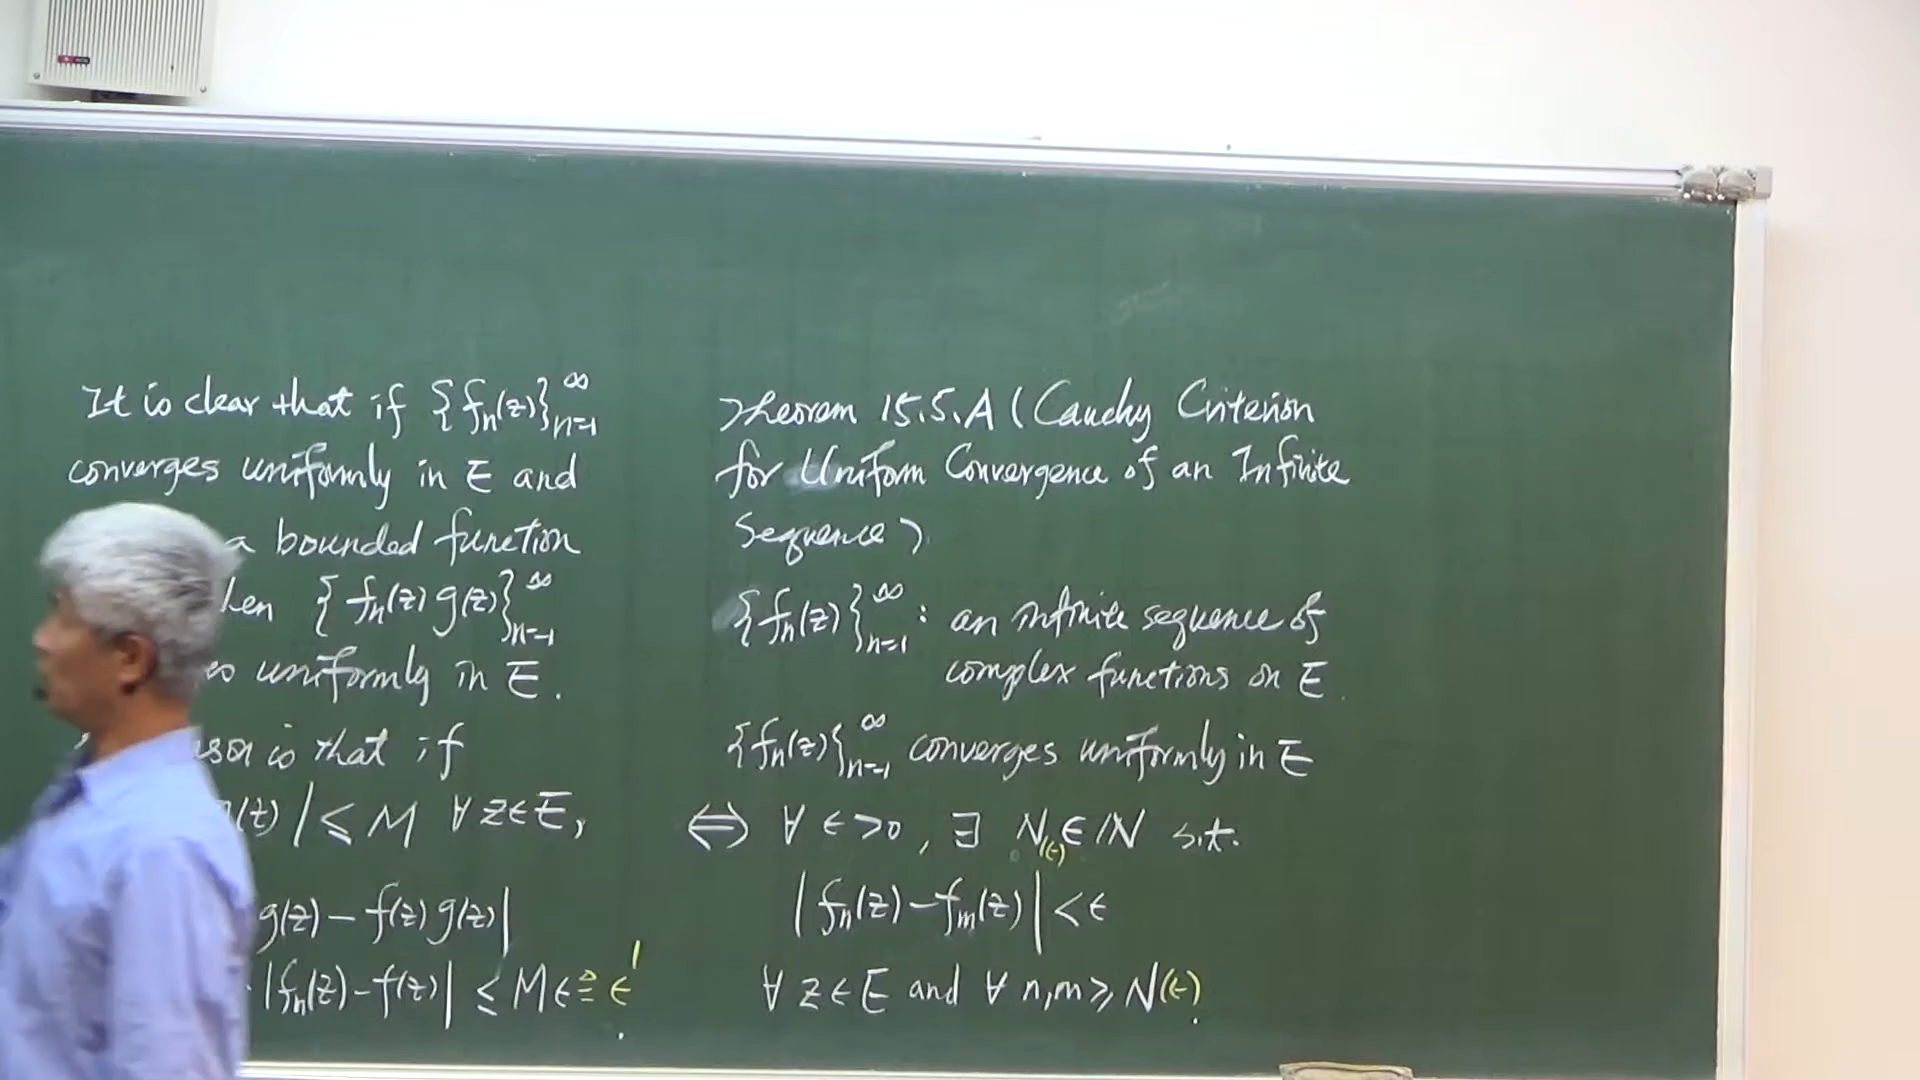 It is clear that if {fn(z)}_{n=1}^∞
converges uniformly in E and
a bounded function
hen {fn(z) g(z)}_{n=1}^∞
uniformly in E.
is that if
(z)| ≤ M ∀ z∈E,
g(z) − f(z) g(z)|
·|fn(z) − f(z)| ≤ Mϵ ≙ ϵ'.
Theorem 15.5.A (Cauchy Criterion
for Uniform Convergence of an Infinite
Sequence)
{fn(z)}_{n=1}^∞ : an infinite sequence of
complex functions on E.
{fn(z)}_{n=1}^∞ converges uniformly in E
⟺ ∀ ϵ>0, ∃ N(ϵ) ∈ ℕ s.t.
|fn(z) − fm(z)| < ϵ
∀ z∈E and ∀ n,m ≥ N(ϵ).